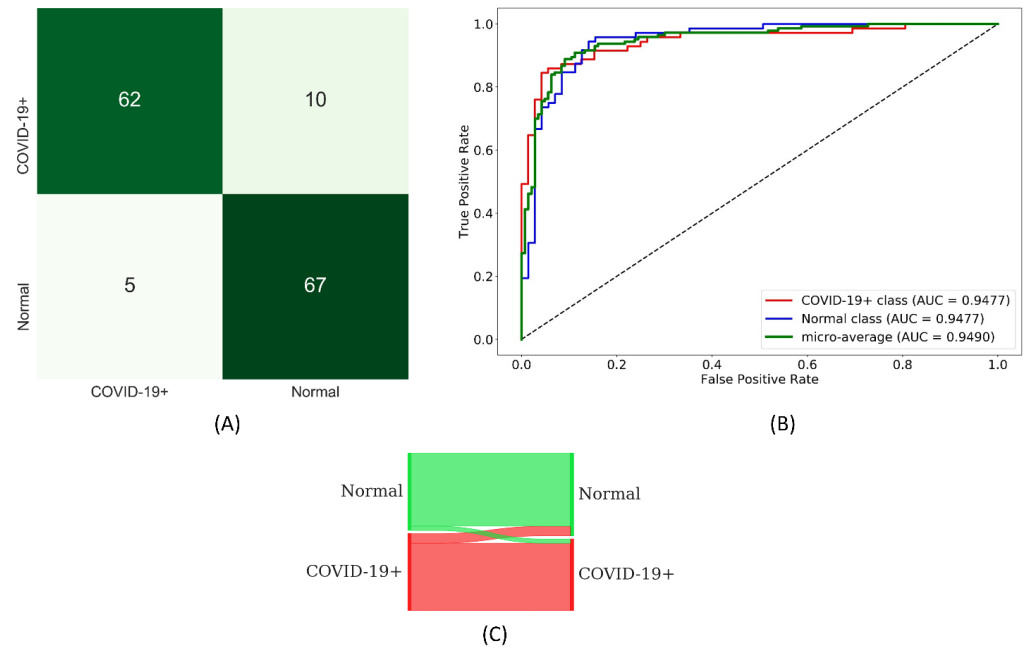 COVID-19+
62
10
Normal
5
67
COVID-19+
Normal
(A)
True Positive Rate
1.0
0.8
0.6
0.4
0.2
0.0
COVID-19+ class (AUC = 0.9477)
Normal class (AUC = 0.9477)
micro-average (AUC = 0.9490)
0.0 0.2 0.4 0.6 0.8 1.0
False Positive Rate
(B)
Normal
Normal
COVID-19+
COVID-19+
(C)